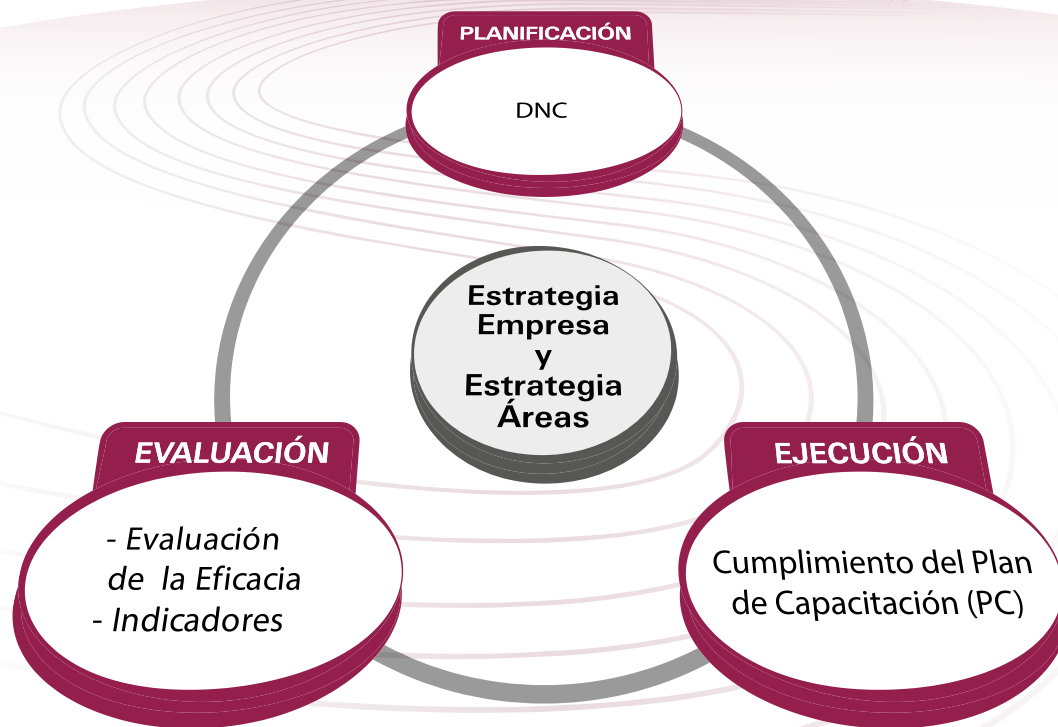 PLANIFICACIÓN
DNC
Estrategia
Empresa
y
Estrategia
Áreas
EVALUACIÓN
- Evaluación
de la Eficacia
- Indicadores
EJECUCIÓN
Cumplimiento del Plan
de Capacitación (PC)